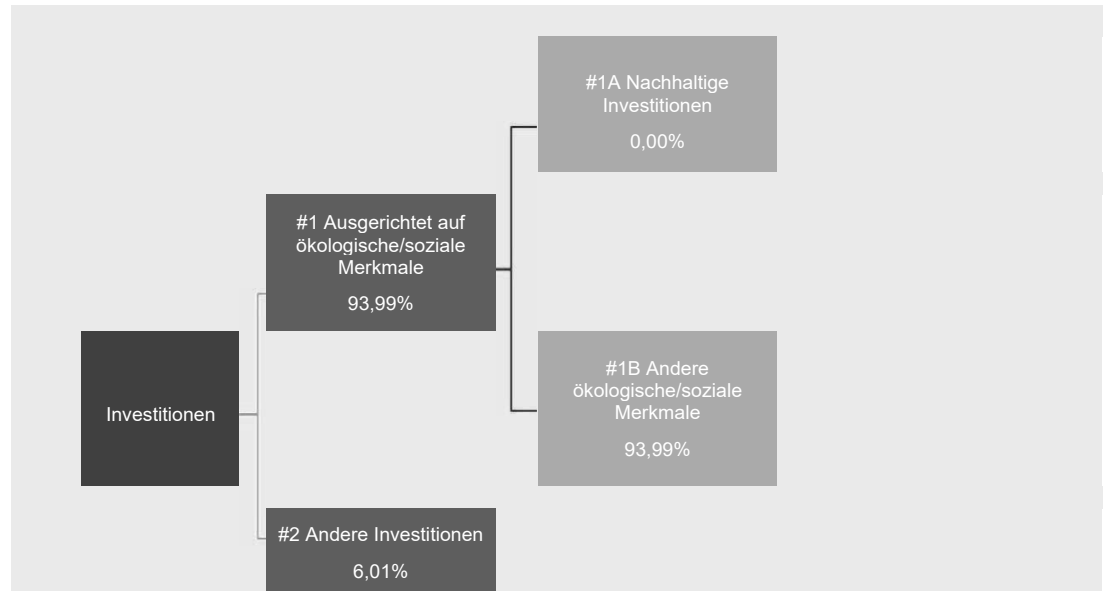 #1A Nachhaltige
Investitionen
0,00%
#1 Ausgerichtet auf
ökologische/soziale
Merkmale
93,99%
#1B Andere
ökologische/soziale
Merkmale
93,99%
Investitionen
#2 Andere Investitionen
6,01%